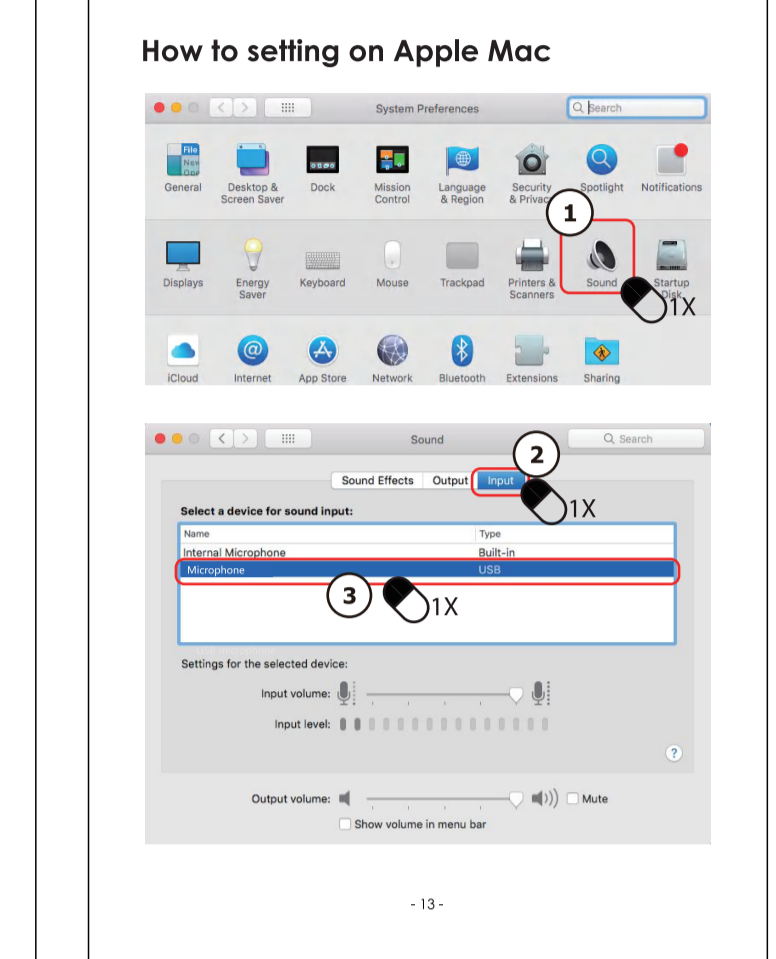 How to setting on Apple Mac
System Preferences
Search
File
New
General
Desktop &
Screen Saver
Dock
Mission
Control
Language
& Region
Security
& Privacy
Spotlight
Notifications
1
Displays
Energy
Saver
Keyboard
Mouse
Trackpad
Printers &
Scanners
Sound
Startup
Disk
1X
iCloud
Internet
App Store
Network
Bluetooth
Extensions
Sharing
Sound
Search
2
Sound Effects Output Input
1X
Select a device for sound input:
Name Type
Internal Microphone Built-in
Microphone USB
3
1X
Settings for the selected device:
Input volume:
Input level:
?
Output volume: Mute
Show volume in menu bar
- 13 -